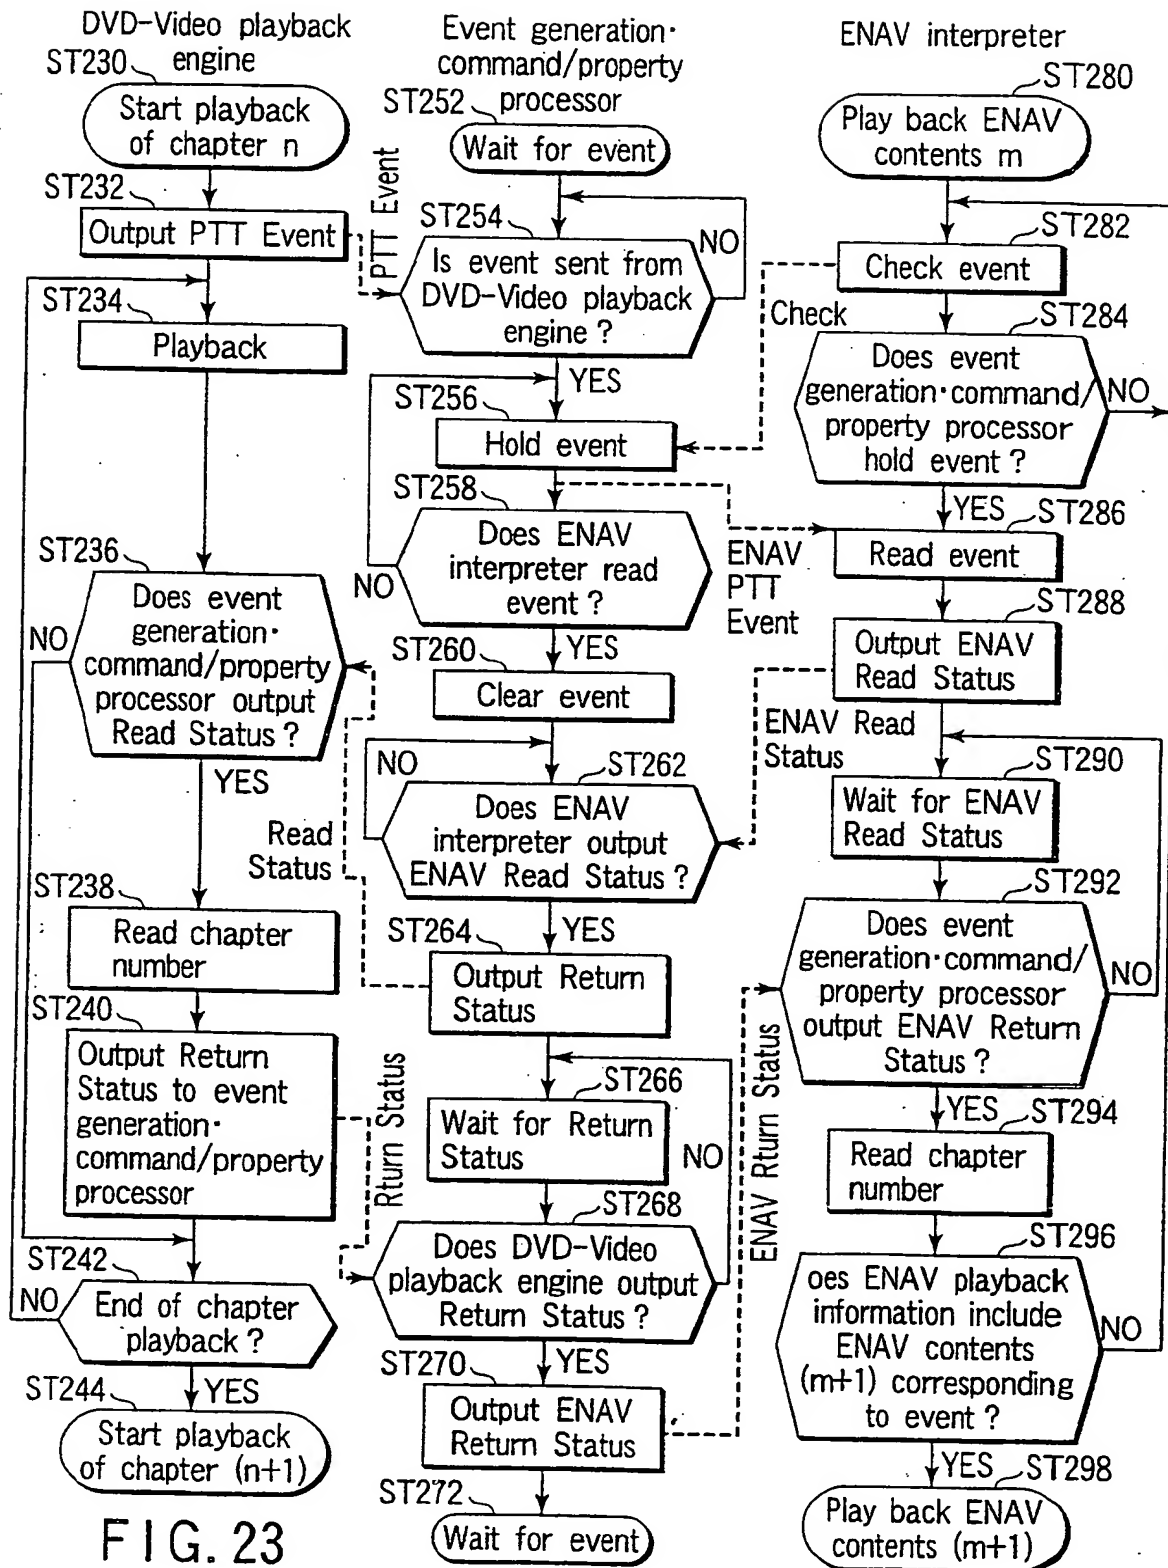 DVD-Video playback
engine
ST230
Start playback
of chapter n
ST232
Output PTT Event
ST234
Playback
ST236
Does event
generation·
command/property
processor output
Read Status ?
NO
YES
Read
Status
ST238
Read chapter
number
ST240
Output Return
Status to event
generation·
command/property
processor
ST242
End of chapter
playback ?
NO
YES
ST244
Start playback
of chapter (n+1)
FIG. 23
Event generation·
command/property
processor
ST252
Wait for event
PTT Event
ST254
Is event sent from
DVD-Video playback
engine ?
NO
YES
ST256
Hold event
ST258
Does ENAV
interpreter read
event ?
NO
YES
ST260
Clear event
NO
ST262
Does ENAV
interpreter output
ENAV Read Status ?
YES
ST264
Output Return
Status
ST266
Wait for Return
Status
NO
Rturn Status
ST268
Does DVD-Video
playback engine output
Return Status ?
YES
ST270
Output ENAV
Return Status
ST272
Wait for event
ENAV interpreter
ST280
Play back ENAV
contents m
ST282
Check event
Check
ST284
Does event
generation·command/
property processor
hold event ?
NO
YES
ST286
Read event
ENAV
PTT
Event
ST288
Output ENAV
Read Status
ENAV Read
Status
ST290
Wait for ENAV
Read Status
ST292
Does event
generation·command/
property processor
output ENAV Return
Status ?
NO
YES
ENAV Rturn Status
ST294
Read chapter
number
ST296
oes ENAV playback
information include
ENAV contents
(m+1) corresponding
to event ?
NO
YES
ST298
Play back ENAV
contents (m+1)